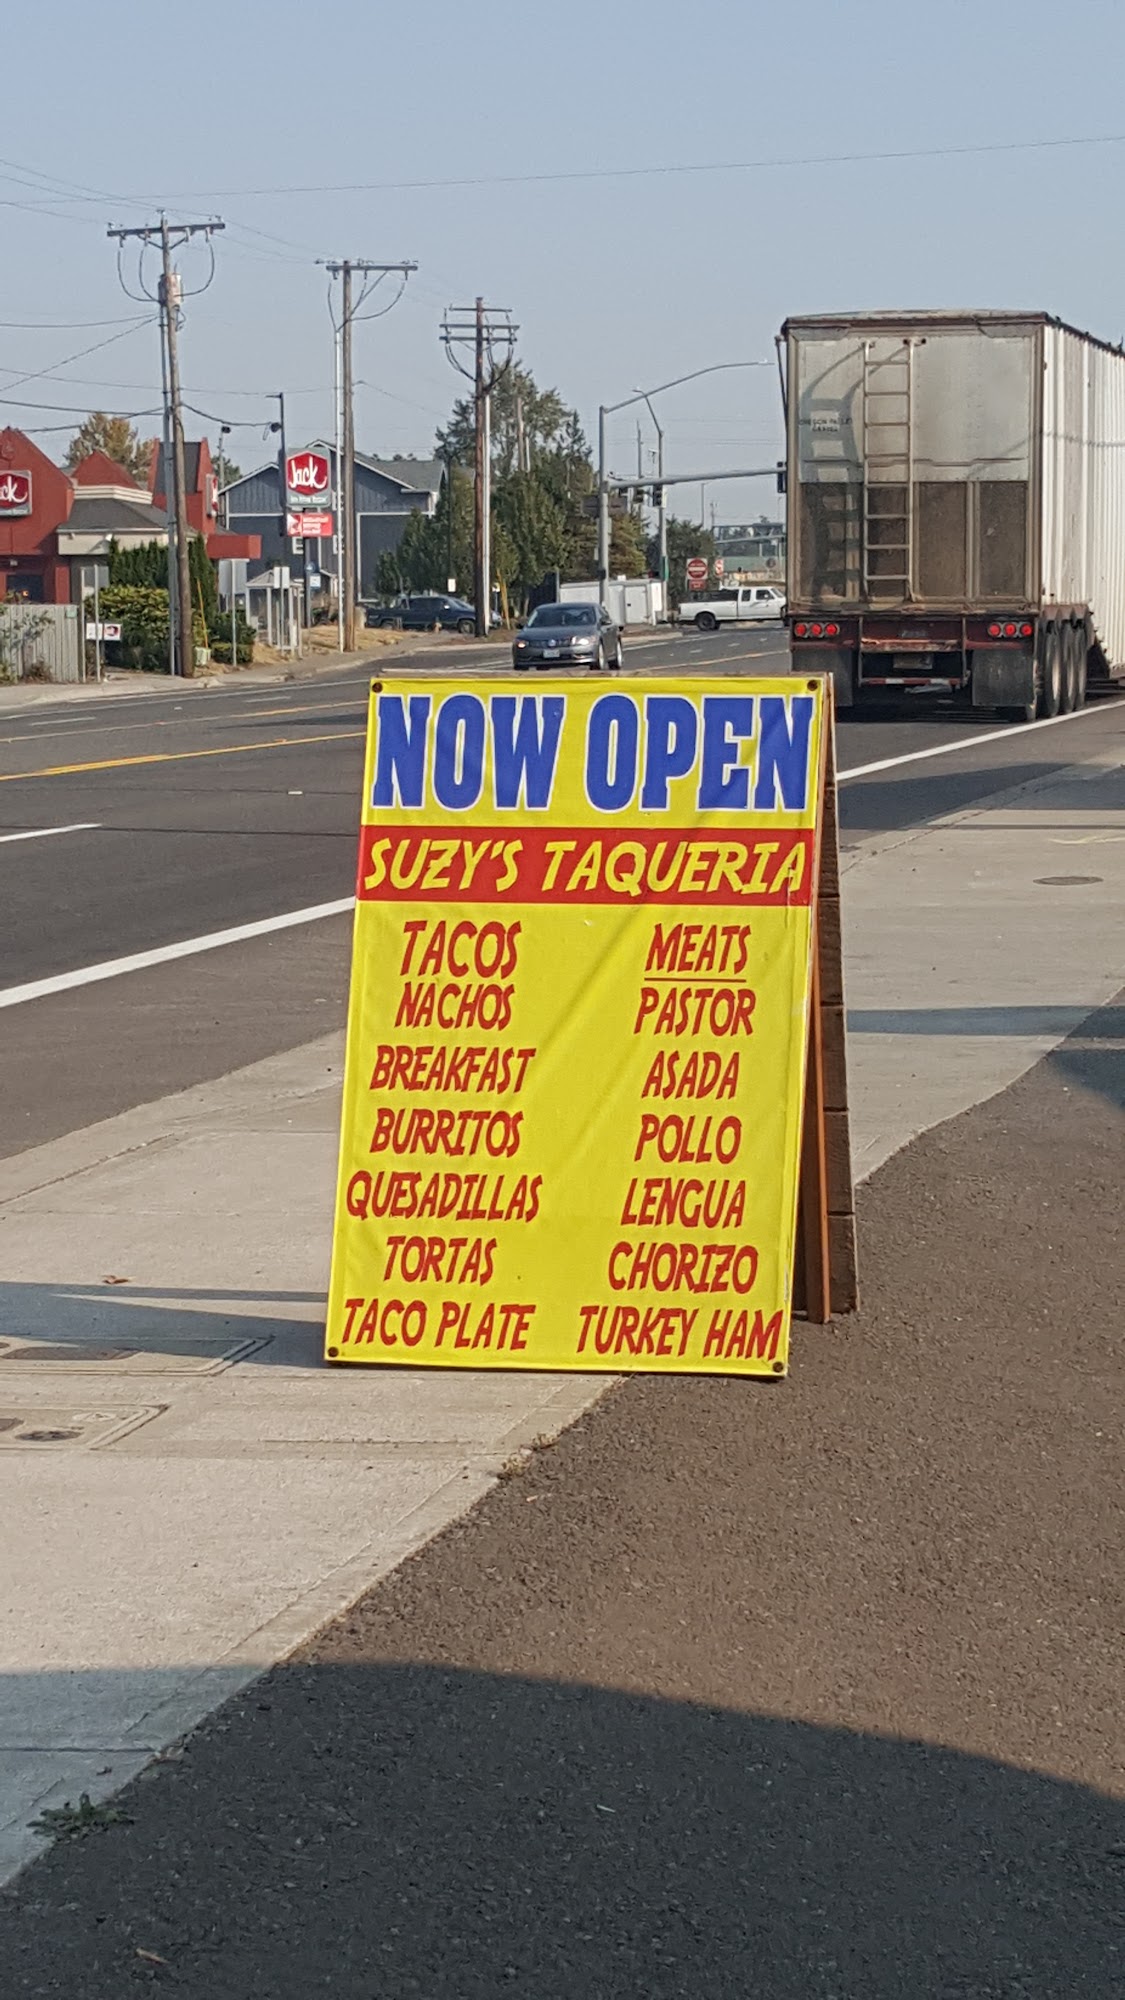 NOW OPEN
SUZY'S TAQUERIA
TACOS
NACHOS
BREAKFAST
BURRITOS
QUESADILLAS
TORTAS
TACO PLATE
MEATS
PASTOR
ASADA
POLLO
LENGUA
CHORIZO
TURKEY HAM
Jack
ck